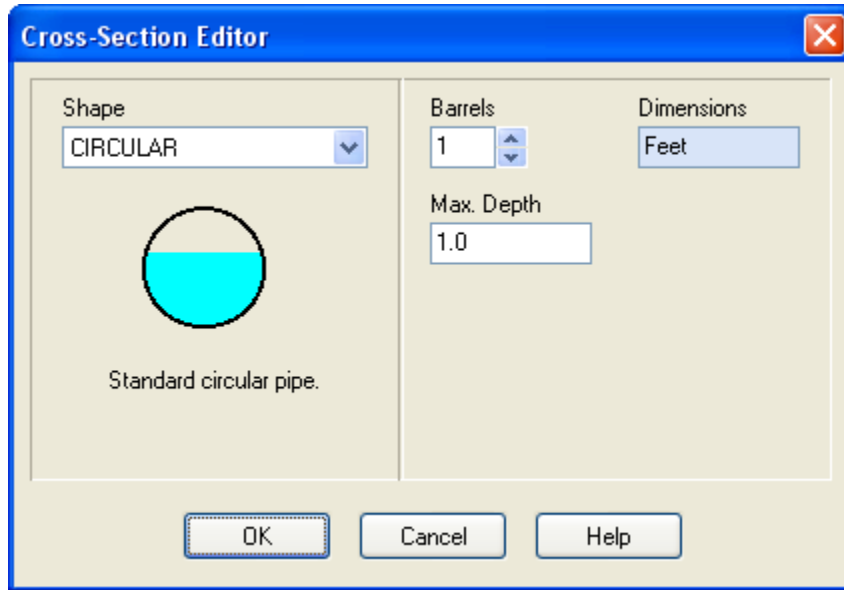 Cross-Section Editor
Shape
CIRCULAR
Standard circular pipe.
Barrels
1
Dimensions
Feet
Max. Depth
1.0
OK
Cancel
Help